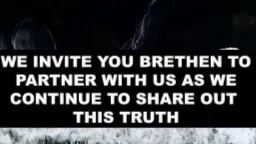 WE INVITE YOU BRETHEN TO
PARTNER WITH US AS WE
CONTINUE TO SHARE OUT
THIS TRUTH